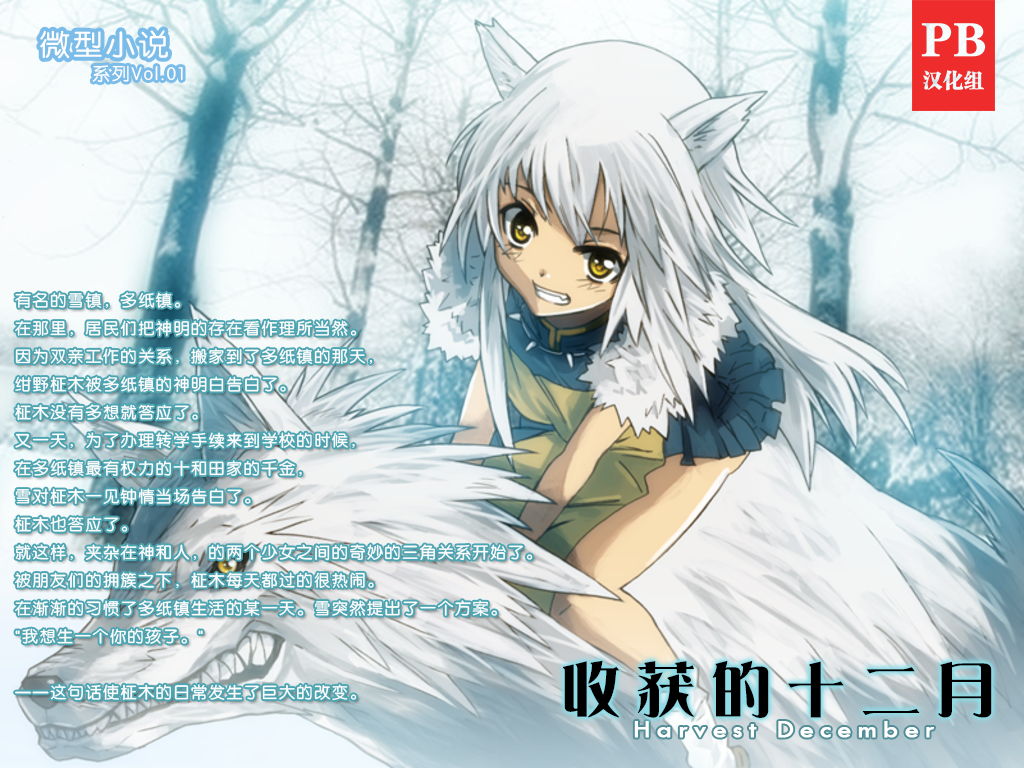 微型小说
系列Vol.01
PB
汉化组
有名的雪镇，多纸镇。
在那里，居民们把神明的存在看作理所当然。
因为双亲工作的关系，搬家到了多纸镇的那天，
绀野柾木被多纸镇的神明白告白了。
柾木没有多想就答应了。
又一天，为了办理转学手续来到学校的时候，
在多纸镇最有权力的十和田家的千金，
雪对柾木一见钟情当场告白了。
柾木也答应了。
就这样，夹杂在神和人，的两个少女之间的奇妙的三角关系开始了。
被朋友们的拥簇之下，柾木每天都过的很热闹。
在渐渐的习惯了多纸镇生活的某一天。雪突然提出了一个方案。
"我想生一个你的孩子。"
——这句话使柾木的日常发生了巨大的改变。
收获的十二月
Harvest December